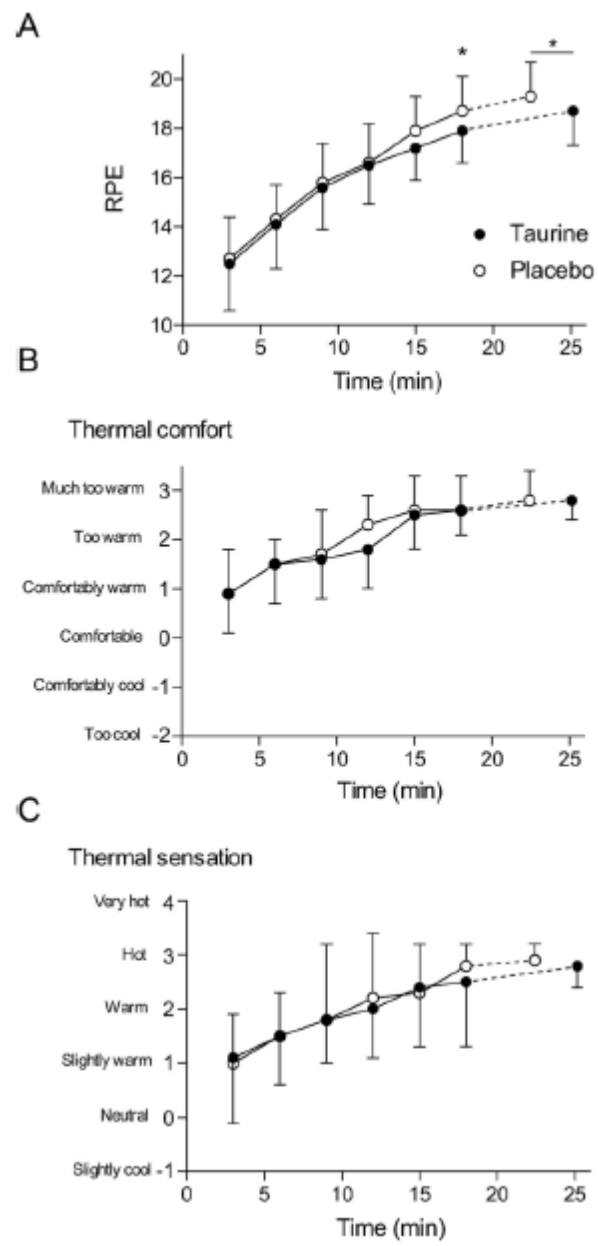 A
*
*
20
18
16
14
12
10
RPE
Taurine
Placebo
0 5 10 15 20 25
Time (min)
B
Thermal comfort
Much too warm 3
Too warm 2
Comfortably warm 1
Comfortable 0
Comfortably cool -1
Too cool -2
0 5 10 15 20 25
Time (min)
C
Thermal sensation
Very hot 4
Hot 3
Warm 2
Slightly warm 1
Neutral 0
Slightly cool -1
0 5 10 15 20 25
Time (min)